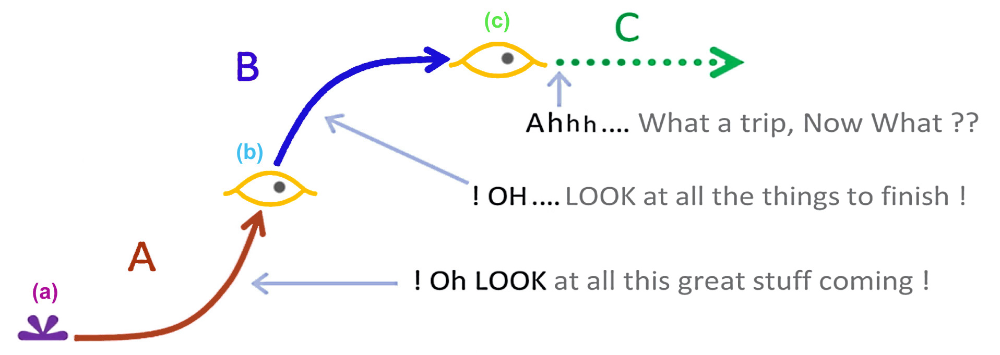 (c)
C
B
Ahhh.... What a trip, Now What ??
(b)
! OH .... LOOK at all the things to finish !
A
! Oh LOOK at all this great stuff coming !
(a)